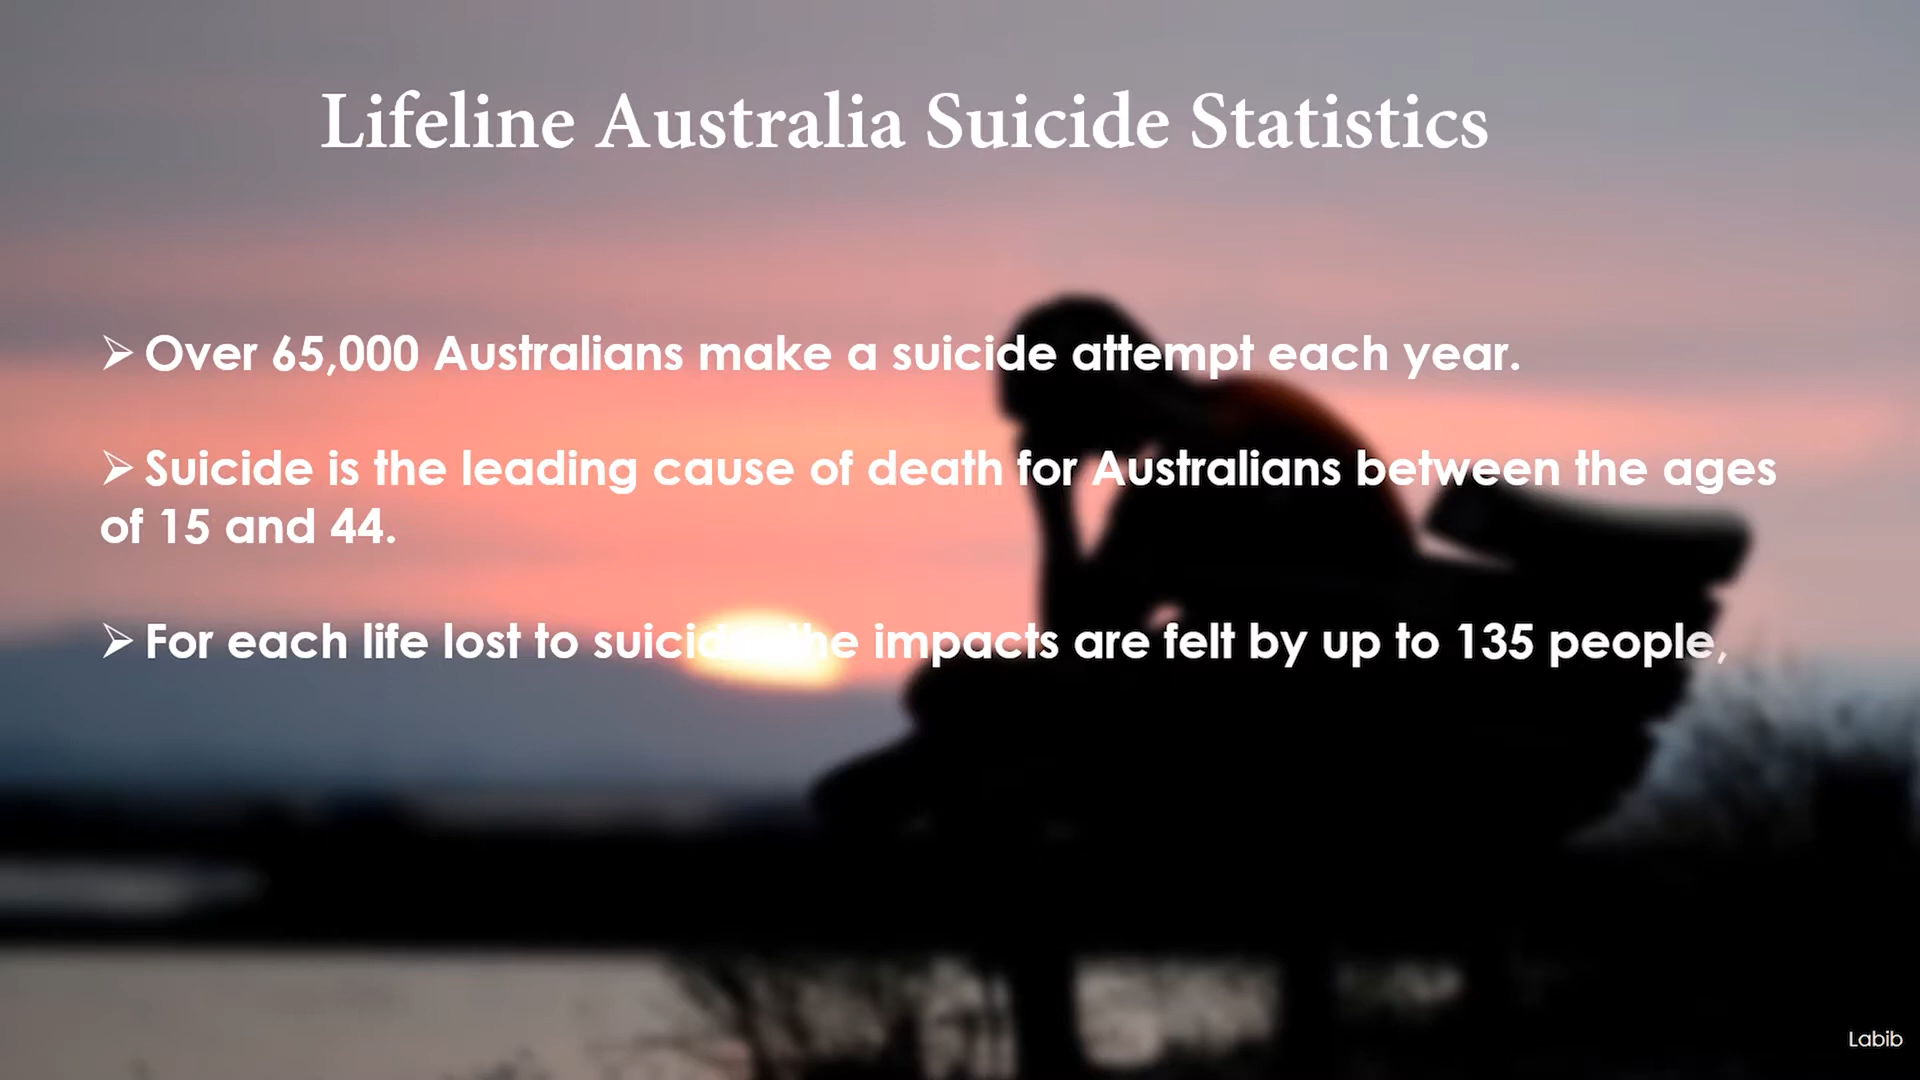 Lifeline Australia Suicide Statistics
➢ Over 65,000 Australians make a suicide attempt each year.
➢ Suicide is the leading cause of death for Australians between the ages
of 15 and 44.
➢ For each life lost to suicide, the impacts are felt by up to 135 people,
Labib